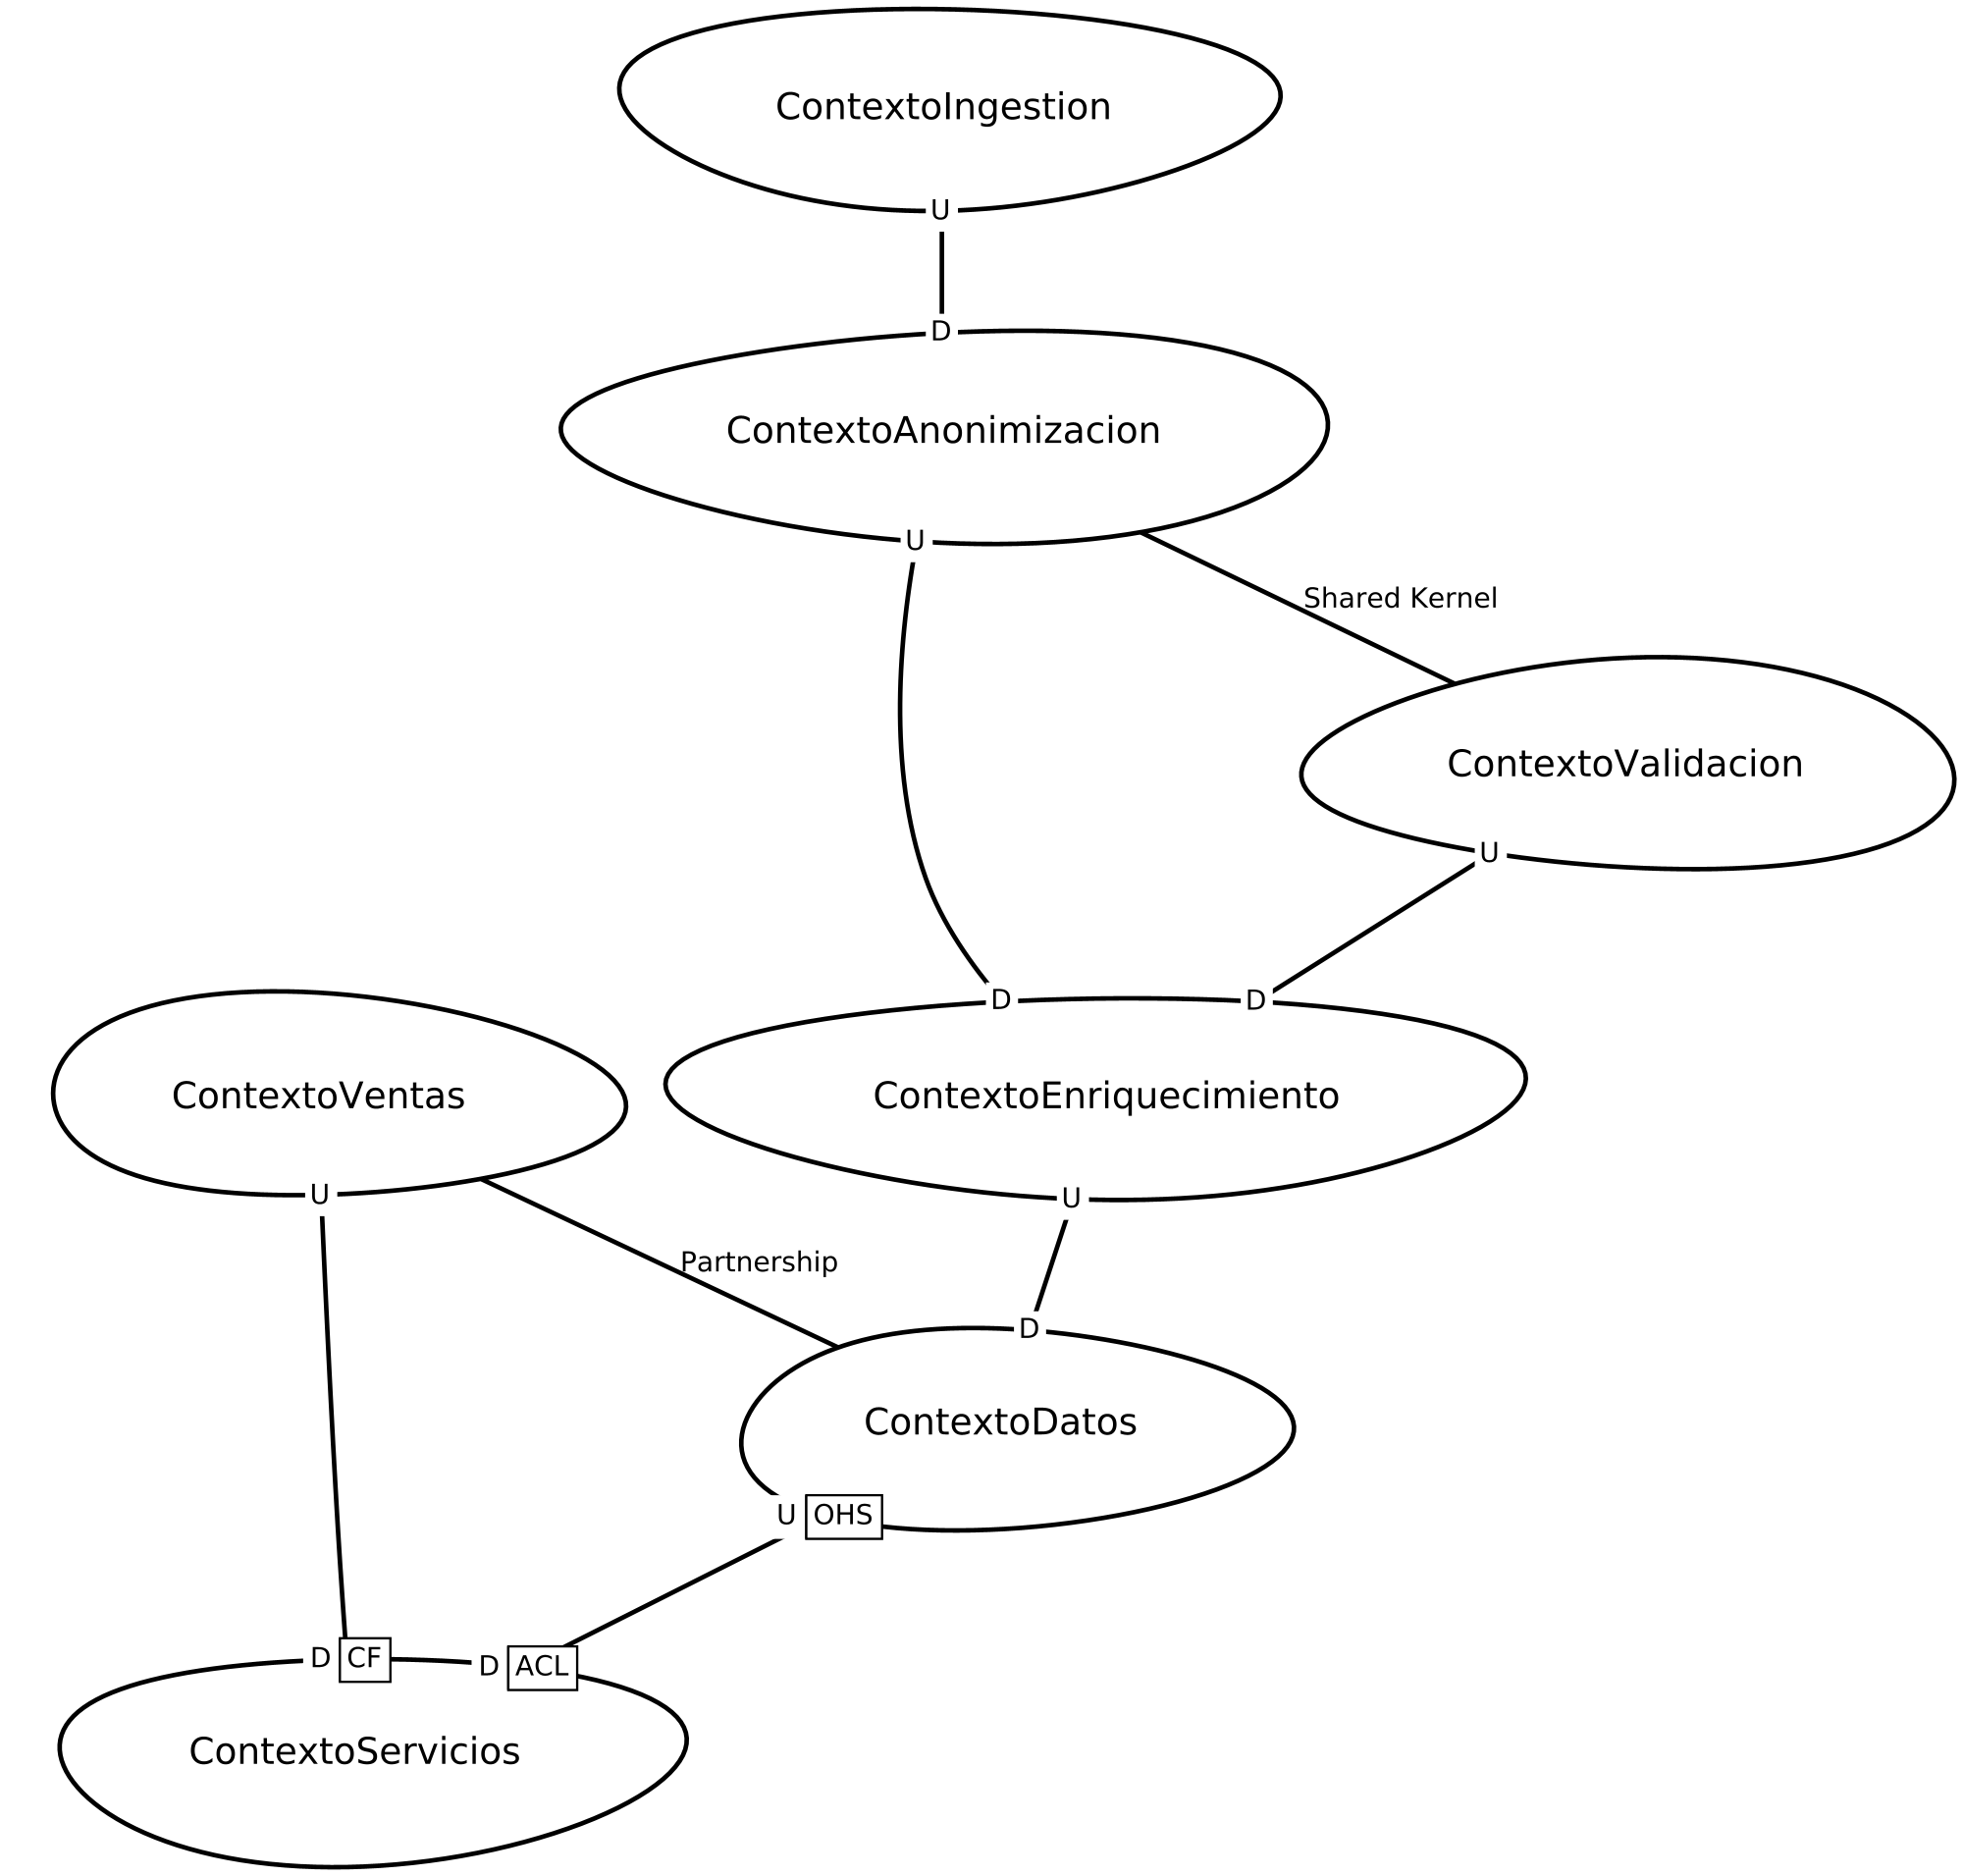 ContextoIngestion
U
D
ContextoAnonimizacion
U
Shared Kernel
ContextoValidacion
U
D
D
ContextoVentas
ContextoEnriquecimiento
U
U
Partnership
D
ContextoDatos
U OHS
D CF
D ACL
ContextoServicios